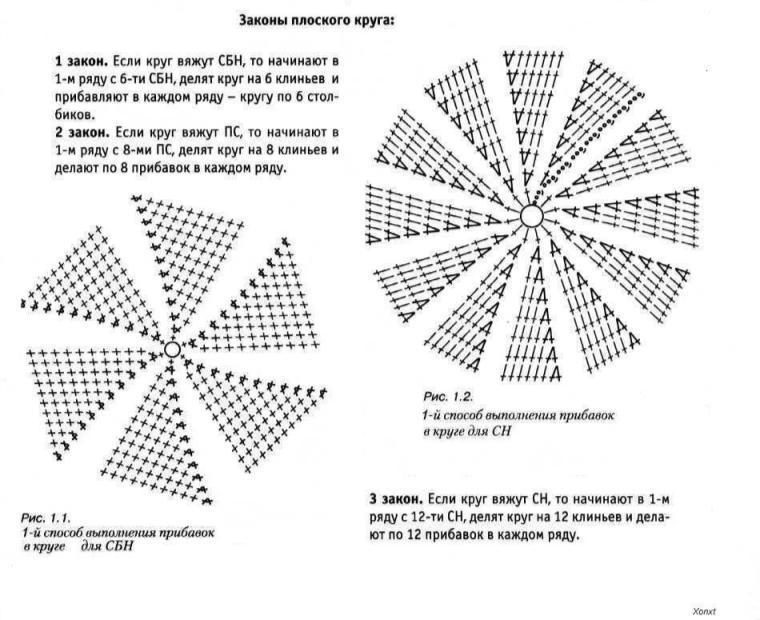 Законы плоского круга:
1 закон. Если круг вяжут СБН, то начинают в
1-м ряду с 6-ти СБН, делят круг на 6 клиньев и
прибавляют в каждом ряду – кругу по 6 стол-
биков.
2 закон. Если круг вяжут ПС, то начинают в
1-м ряду с 8-ми ПС, делят круг на 8 клиньев и
делают по 8 прибавок в каждом ряду.
Рис. 1.2.
1-й способ выполнения прибавок
в круге для СН
Рис. 1.1.
1-й способ выполнения прибавок
в круге для СБН
3 закон. Если круг вяжут СН, то начинают в 1-м
ряду с 12-ти СН, делят круг на 12 клиньев и дела-
ют по 12 прибавок в каждом ряду.
Xonxt